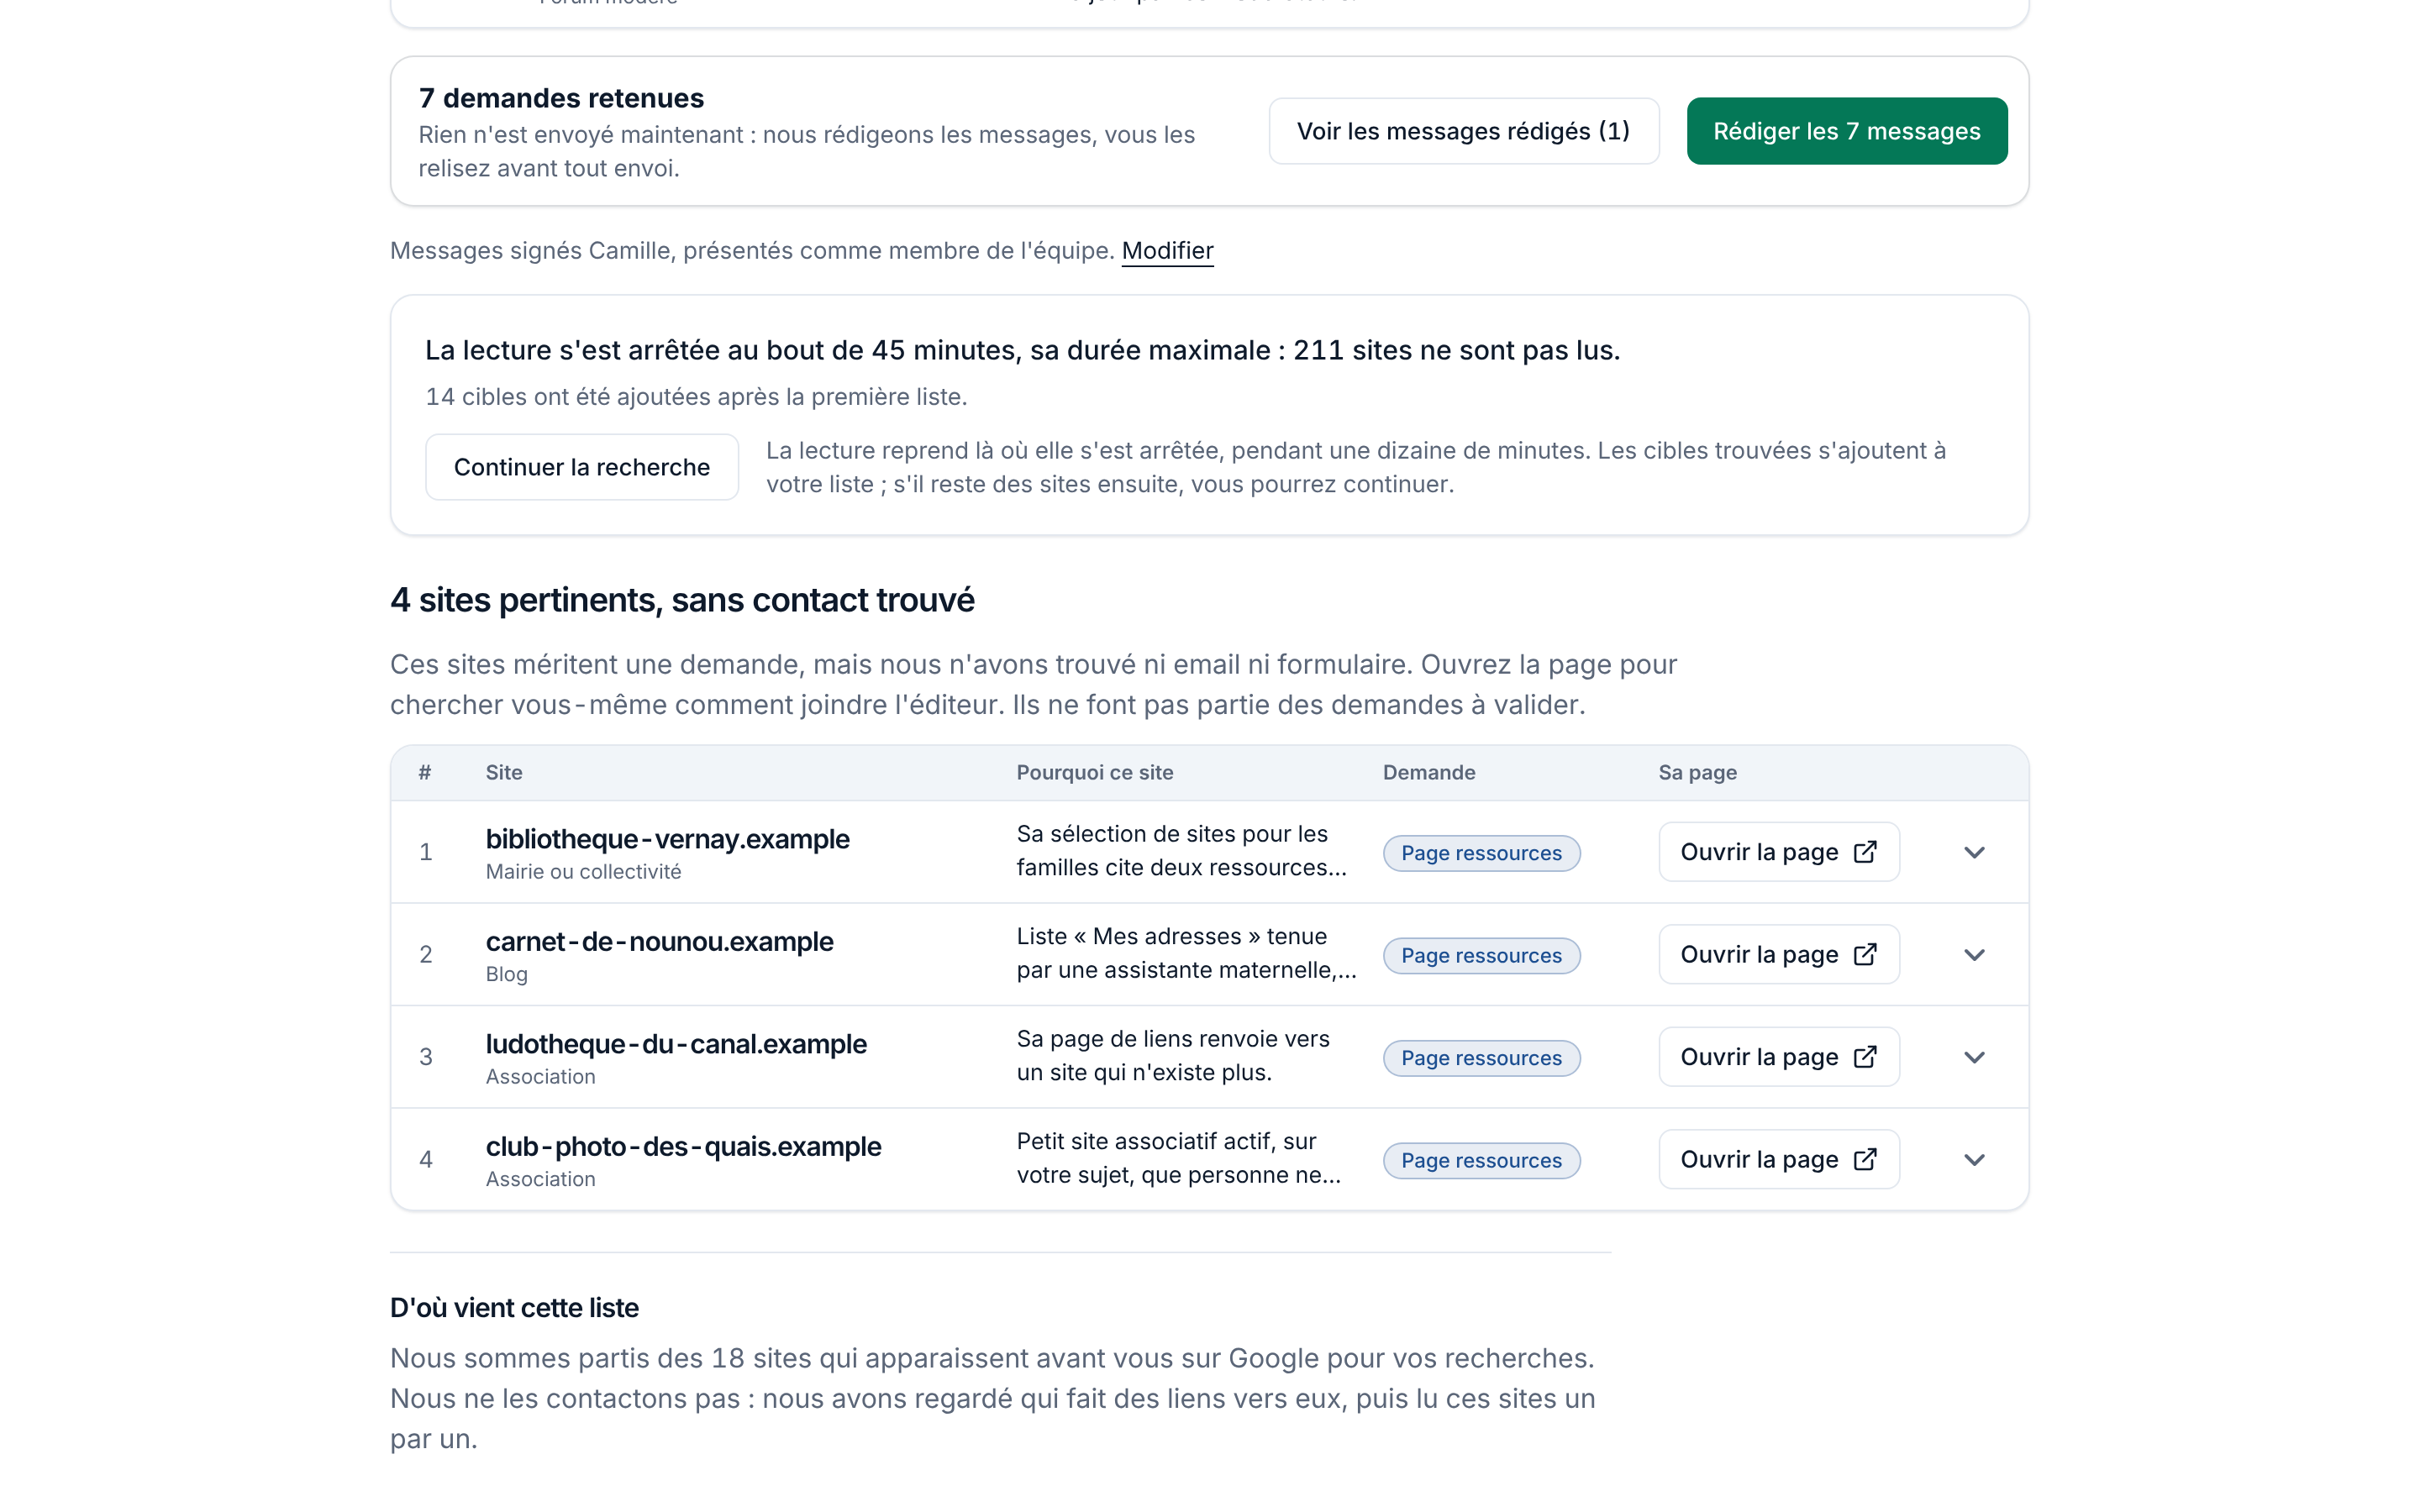 7 demandes retenues
Rien n'est envoyé maintenant : nous rédigeons les messages, vous les
relisez avant tout envoi.
Voir les messages rédigés (1)
Rédiger les 7 messages
Messages signés Camille, présentés comme membre de l'équipe. Modifier
La lecture s'est arrêtée au bout de 45 minutes, sa durée maximale : 211 sites ne sont pas lus.
14 cibles ont été ajoutées après la première liste.
Continuer la recherche
La lecture reprend là où elle s'est arrêtée, pendant une dizaine de minutes. Les cibles trouvées s'ajoutent à
votre liste ; s'il reste des sites ensuite, vous pourrez continuer.
4 sites pertinents, sans contact trouvé
Ces sites méritent une demande, mais nous n'avons trouvé ni email ni formulaire. Ouvrez la page pour
chercher vous-même comment joindre l'éditeur. Ils ne font pas partie des demandes à valider.
# Site Pourquoi ce site Demande Sa page
1
bibliotheque-vernay.example
Mairie ou collectivité
Sa sélection de sites pour les
familles cite deux ressources...
Page ressources
Ouvrir la page
2
carnet-de-nounou.example
Blog
Liste « Mes adresses » tenue
par une assistante maternelle,...
Page ressources
Ouvrir la page
3
ludotheque-du-canal.example
Association
Sa page de liens renvoie vers
un site qui n'existe plus.
Page ressources
Ouvrir la page
4
club-photo-des-quais.example
Association
Petit site associatif actif, sur
votre sujet, que personne ne...
Page ressources
Ouvrir la page
D'où vient cette liste
Nous sommes partis des 18 sites qui apparaissent avant vous sur Google pour vos recherches.
Nous ne les contactons pas : nous avons regardé qui fait des liens vers eux, puis lu ces sites un
par un.